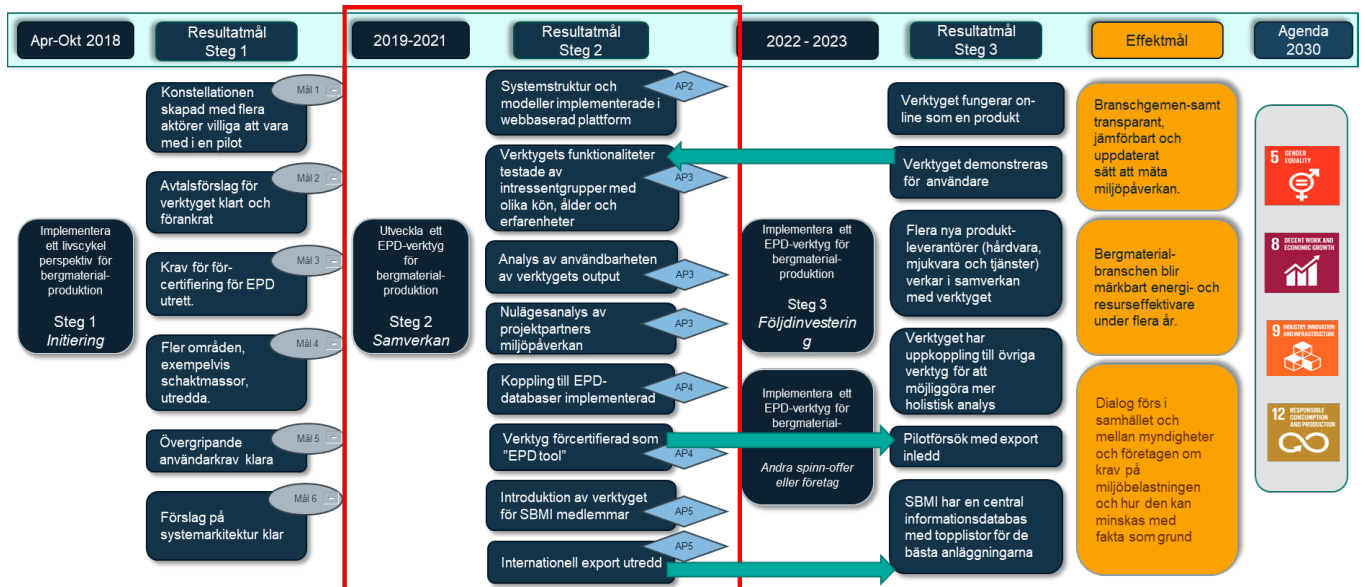 Apr-Okt 2018
Resultatmål
Steg 1
2019-2021
Resultatmål
Steg 2
2022 - 2023
Resultatmål
Steg 3
Effektmål
Agenda
2030
Implementera
ett livscykel
perspektiv för
bergmaterial-
produktion
Steg 1
Initiering
Mål 1
Konstellationen
skapad med flera
aktörer villiga att vara
med i en pilot
Mål 2
Avtalsförslag för
verktyget klart och
förankrat
Mål 3
Krav för för-
certifiering för EPD
utrett.
Mål 4
Fler områden,
exempelvis
schaktmassor,
utredda.
Mål 5
Övergripande
användarkrav klara
Mål 6
Förslag på
systemarkitektur klar
Utveckla ett
EPD-verktyg
för
bergmaterial-
produktion
Steg 2
Samverkan
Systemstruktur och
modeller implementerade i
webbaserad plattform
AP2
Verktygets funktionaliteter
testade av
intressentgrupper med
olika kön, ålder och
erfarenheter
AP3
Analys av användbarheten
av verktygets output
AP3
Nulägesanalys av
projektpartners
miljöpåverkan
AP3
Koppling till EPD-
databaser implementerad
AP4
Verktyg förcertifierad som
”EPD tool”
AP4
Introduktion av verktyget
för SBMI medlemmar
AP5
Internationell export utredd
AP5
Implementera ett
EPD-verktyg för
bergmaterial-
produktion
Steg 3
Följdinvesterin
g
Implementera ett
EPD-verktyg för
bergmaterial-
Andra spinn-offer
eller företag
Verktyget fungerar on-
line som en produkt
Verktyget demonstreras
för användare
Flera nya produkt-
leverantörer (hårdvara,
mjukvara och tjänster)
verkar i samverkan
med verktyget
Verktyget har
uppkoppling till övriga
verktyg för att
möjliggöra mer
holistisk analys
Pilotförsök med export
inledd
SBMI har en central
informationsdatabas
med topplistor för de
bästa anläggningarna
Branschgemen-samt
transparant,
jämförbart och
uppdaterat
sätt att mäta
miljöpåverkan.
Bergmaterial-
branschen blir
märkbart energi- och
resurseffektivare
under flera år.
Dialog förs i
samhället och
mellan myndigheter
och företagen om
krav på
miljöbelastningen
och hur den kan
minskas med
fakta som grund
5 GENDER
EQUALITY
8 DECENT WORK AND
ECONOMIC GROWTH
9 INDUSTRY, INNOVATION
AND INFRASTRUCTURE
12 RESPONSIBLE
CONSUMPTION
AND PRODUCTION